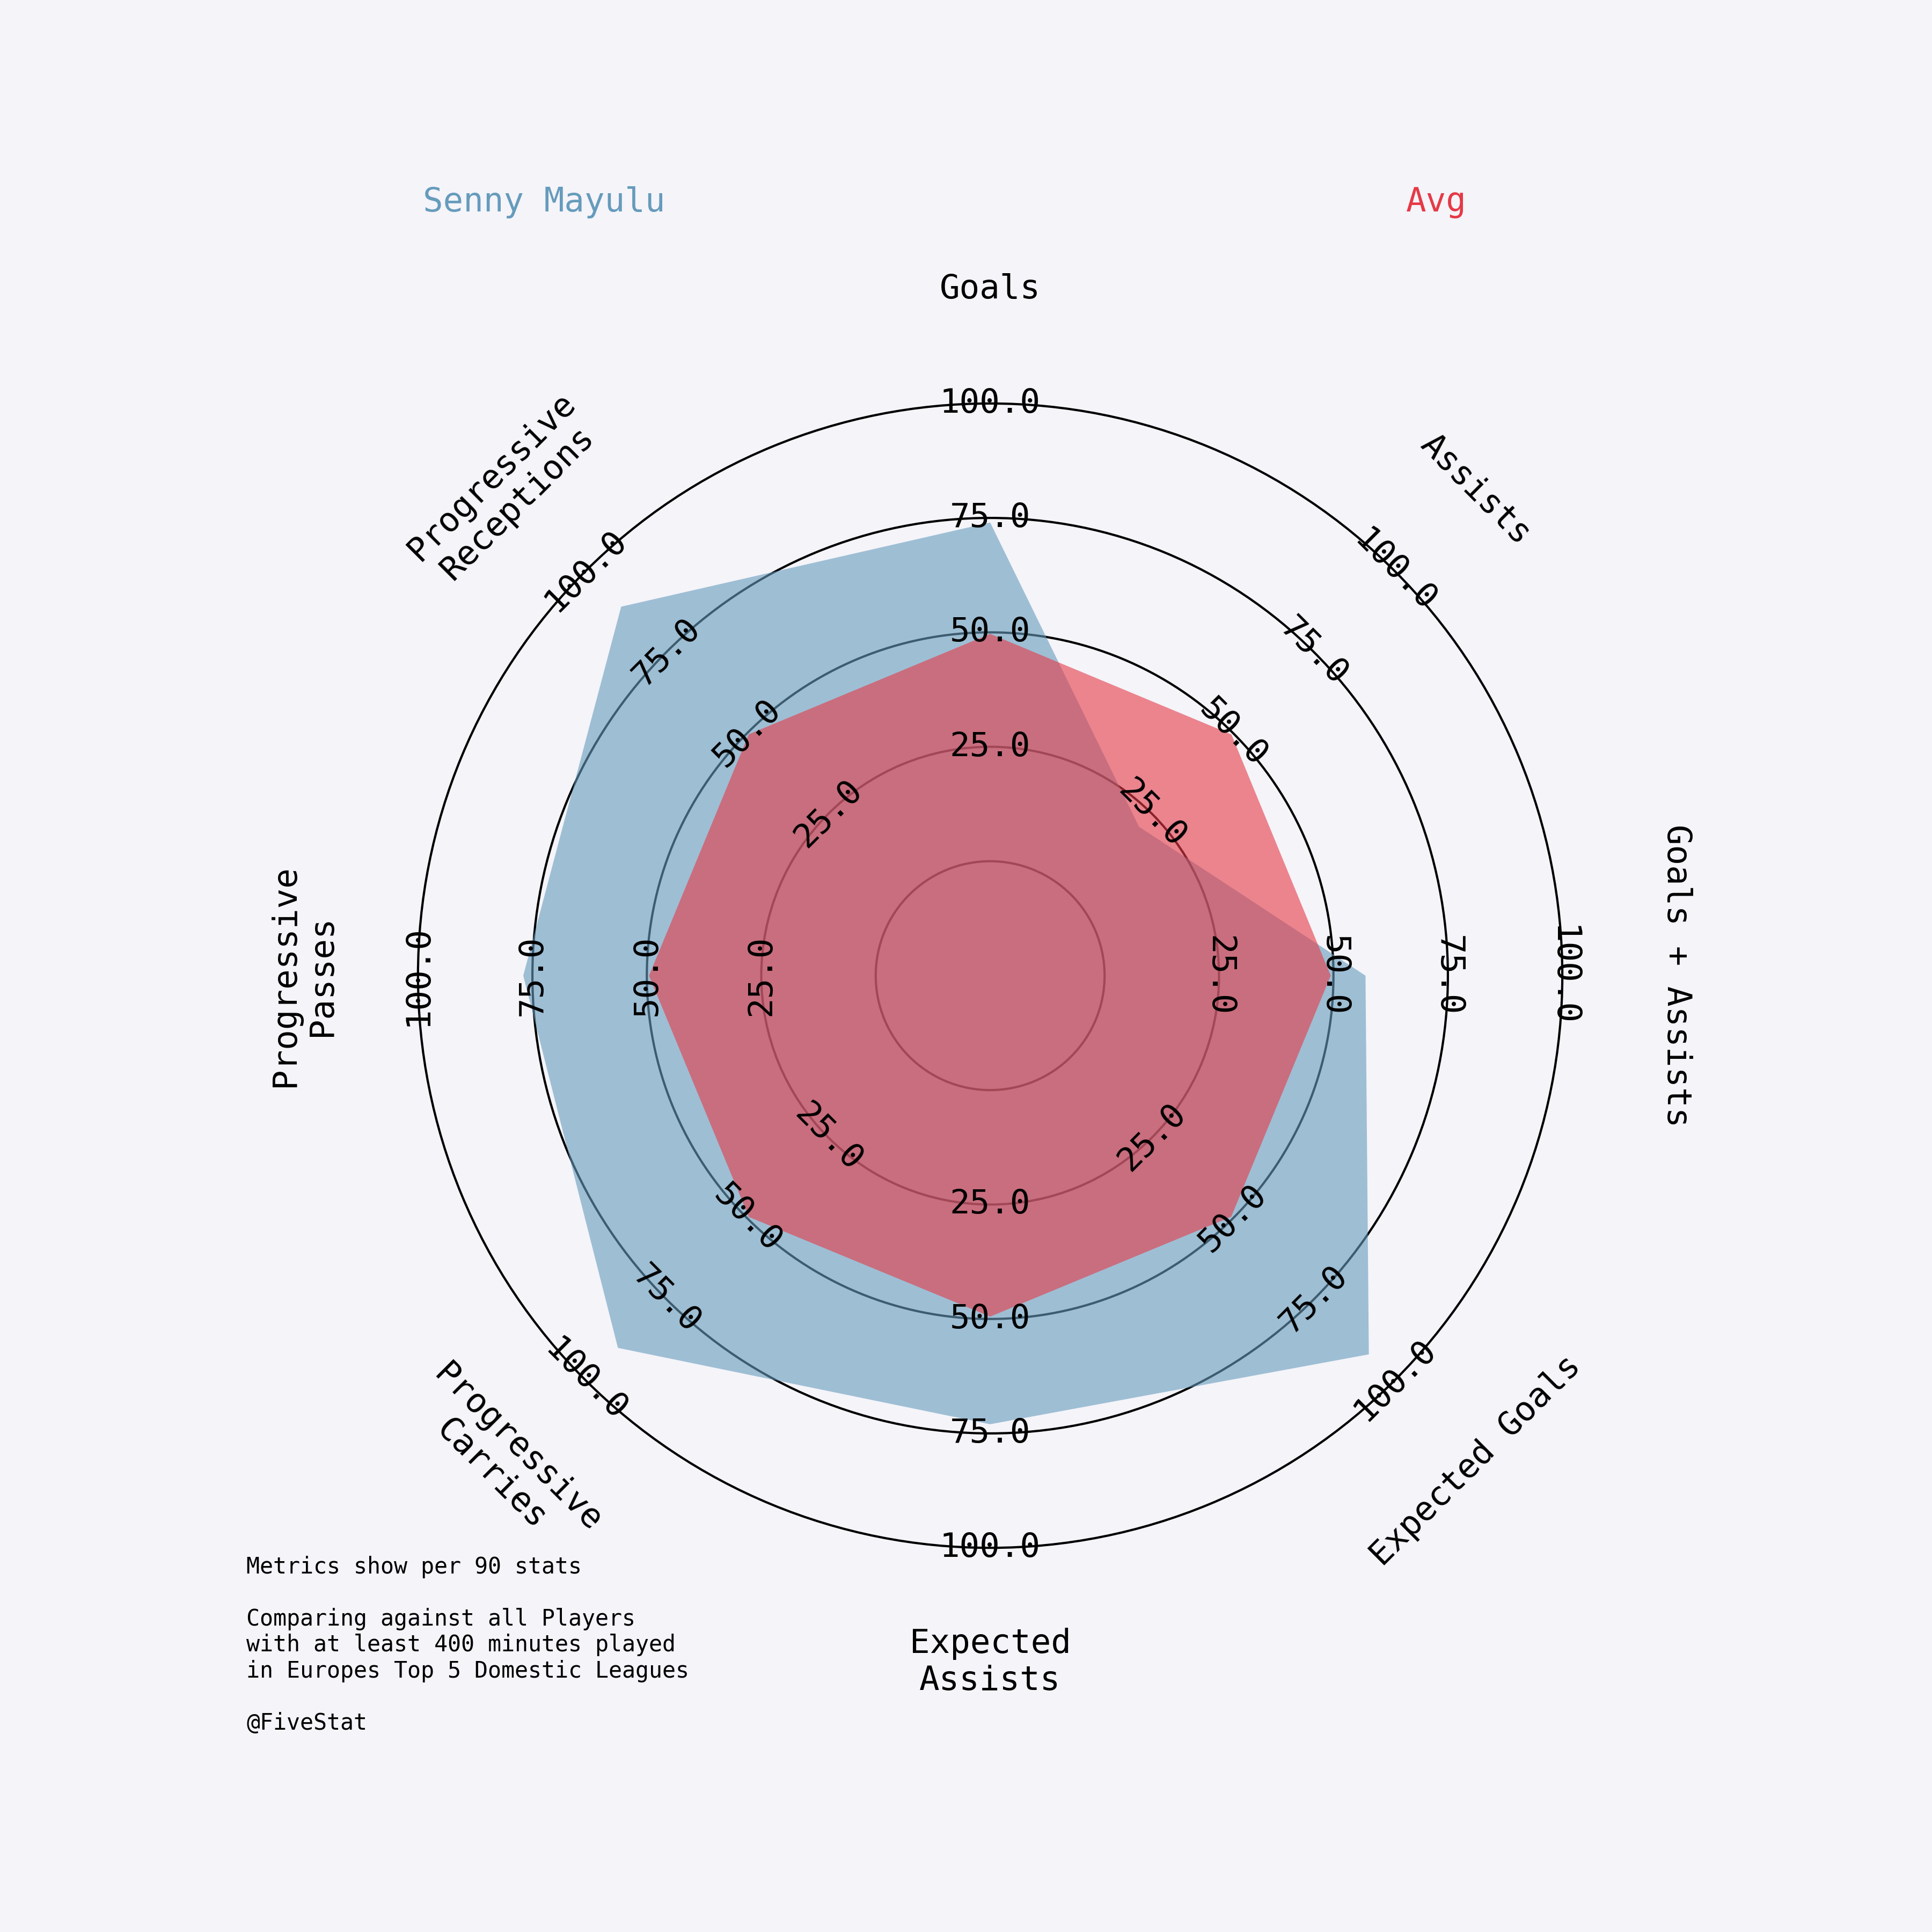 Senny Mayulu
Avg
Goals
Assists
Goals + Assists
Expected Goals
Expected
Assists
Progressive
Carries
Progressive
Passes
Progressive
Receptions
25.0
50.0
75.0
100.0
25.0
50.0
75.0
100.0
25.0
50.0
75.0
100.0
25.0
50.0
75.0
100.0
25.0
50.0
75.0
100.0
25.0
50.0
75.0
100.0
25.0
50.0
75.0
100.0
25.0
50.0
75.0
100.0
Metrics show per 90 stats
Comparing against all Players
with at least 400 minutes played
in Europes Top 5 Domestic Leagues
@FiveStat